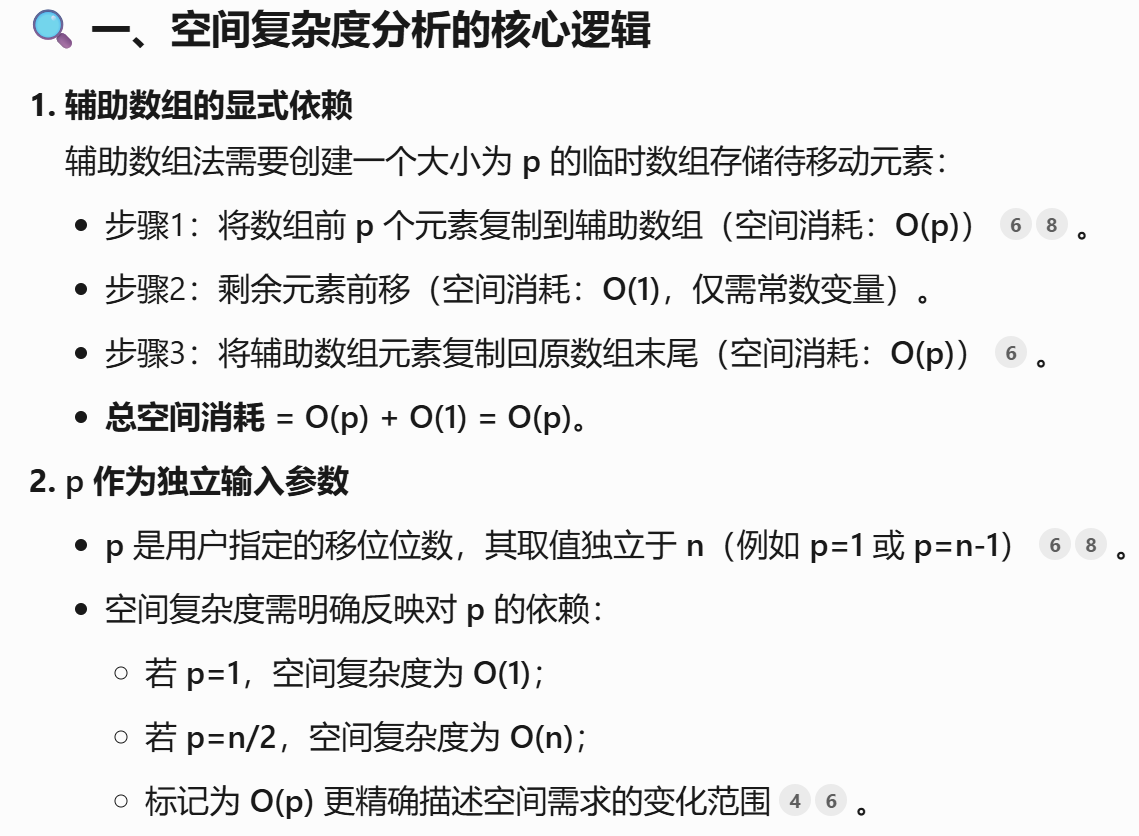 🔍 一、空间复杂度分析的核心逻辑
1. 辅助数组的显式依赖
辅助数组法需要创建一个大小为 p 的临时数组存储待移动元素：
• 步骤1：将数组前 p 个元素复制到辅助数组（空间消耗：O(p)） 6 8 。
• 步骤2：剩余元素前移（空间消耗：O(1)，仅需常数变量）。
• 步骤3：将辅助数组元素复制回原数组末尾（空间消耗：O(p)） 6 。
• 总空间消耗 = O(p) + O(1) = O(p)。
2. p 作为独立输入参数
• p 是用户指定的移位位数，其取值独立于 n（例如 p=1 或 p=n-1） 6 8 。
• 空间复杂度需明确反映对 p 的依赖：
○ 若 p=1，空间复杂度为 O(1)；
○ 若 p=n/2，空间复杂度为 O(n)；
○ 标记为 O(p) 更精确描述空间需求的变化范围 4 6 。